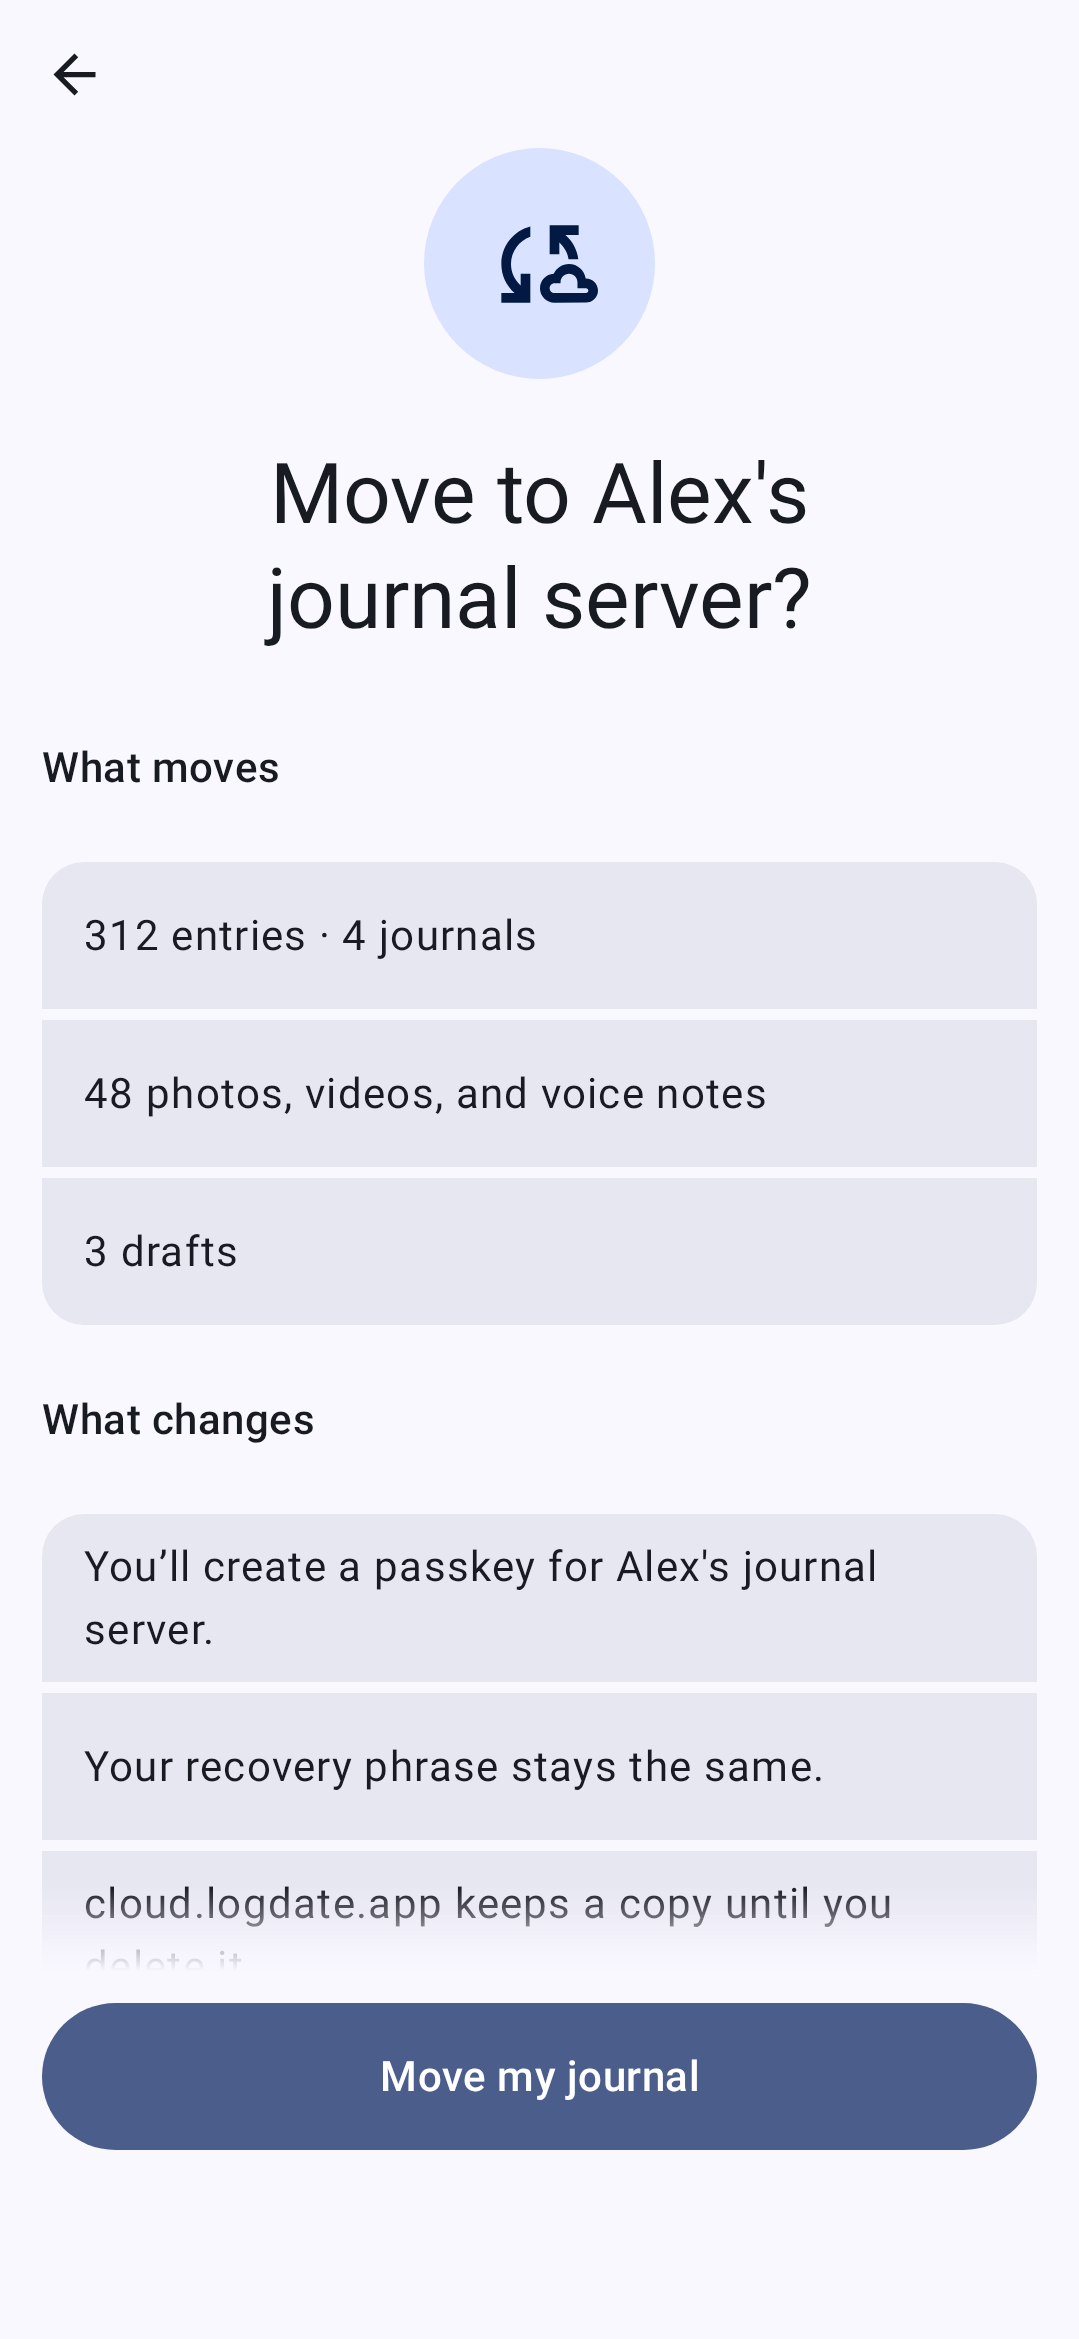 Move to Alex's
journal server?
What moves
312 entries · 4 journals
48 photos, videos, and voice notes
3 drafts
What changes
You’ll create a passkey for Alex's journal
server.
Your recovery phrase stays the same.
cloud.logdate.app keeps a copy until you
delete it
Move my journal